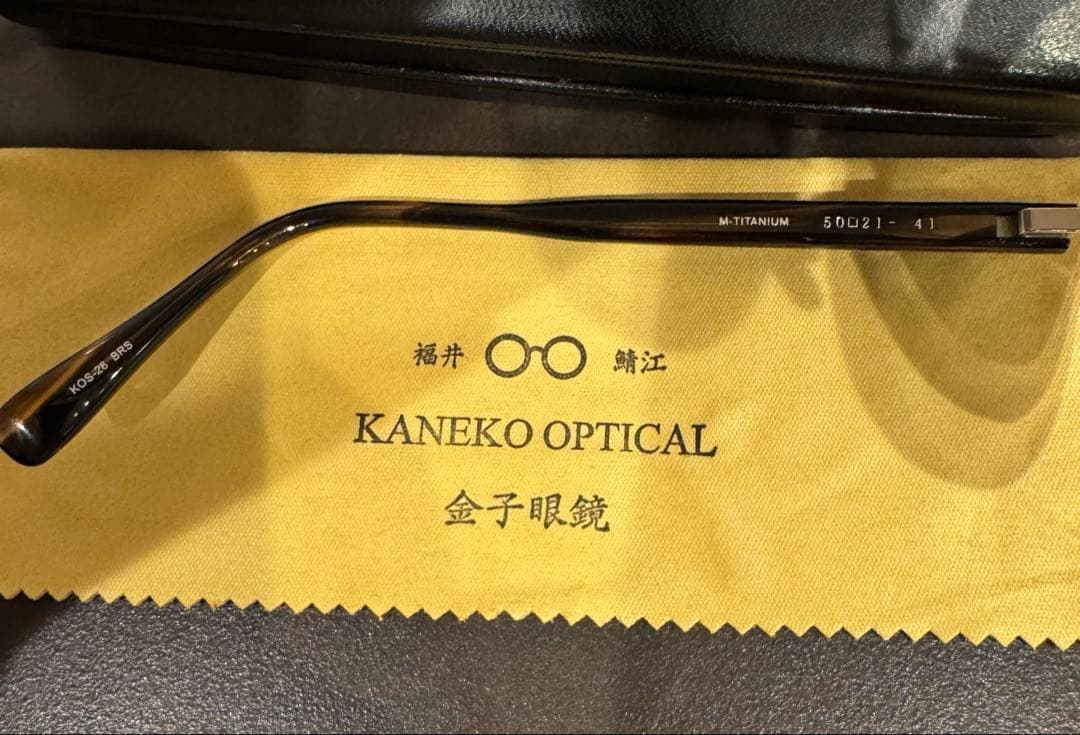 M-TITANIUM 50□21- 41
KOS-26 BRS
福井 鯖江
KANEKO OPTICAL
金子眼鏡